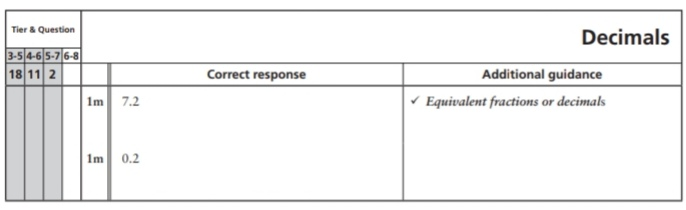 Tier & Question
Decimals
3-5 4-6 5-7 6-8
18 11 2 Correct response Additional guidance
1m 7.2 ✓ Equivalent fractions or decimals
1m 0.2